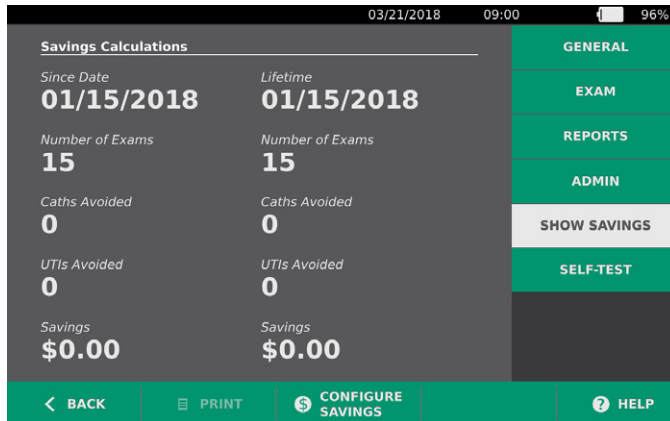 03/21/2018 09:00 96%
Savings Calculations
Since Date Lifetime
01/15/2018 01/15/2018
Number of Exams Number of Exams
15 15
Caths Avoided Caths Avoided
0 0
UTIs Avoided UTIs Avoided
0 0
Savings Savings
$0.00 $0.00
GENERAL
EXAM
REPORTS
ADMIN
SHOW SAVINGS
SELF-TEST
BACK PRINT $ CONFIGURE SAVINGS ? HELP